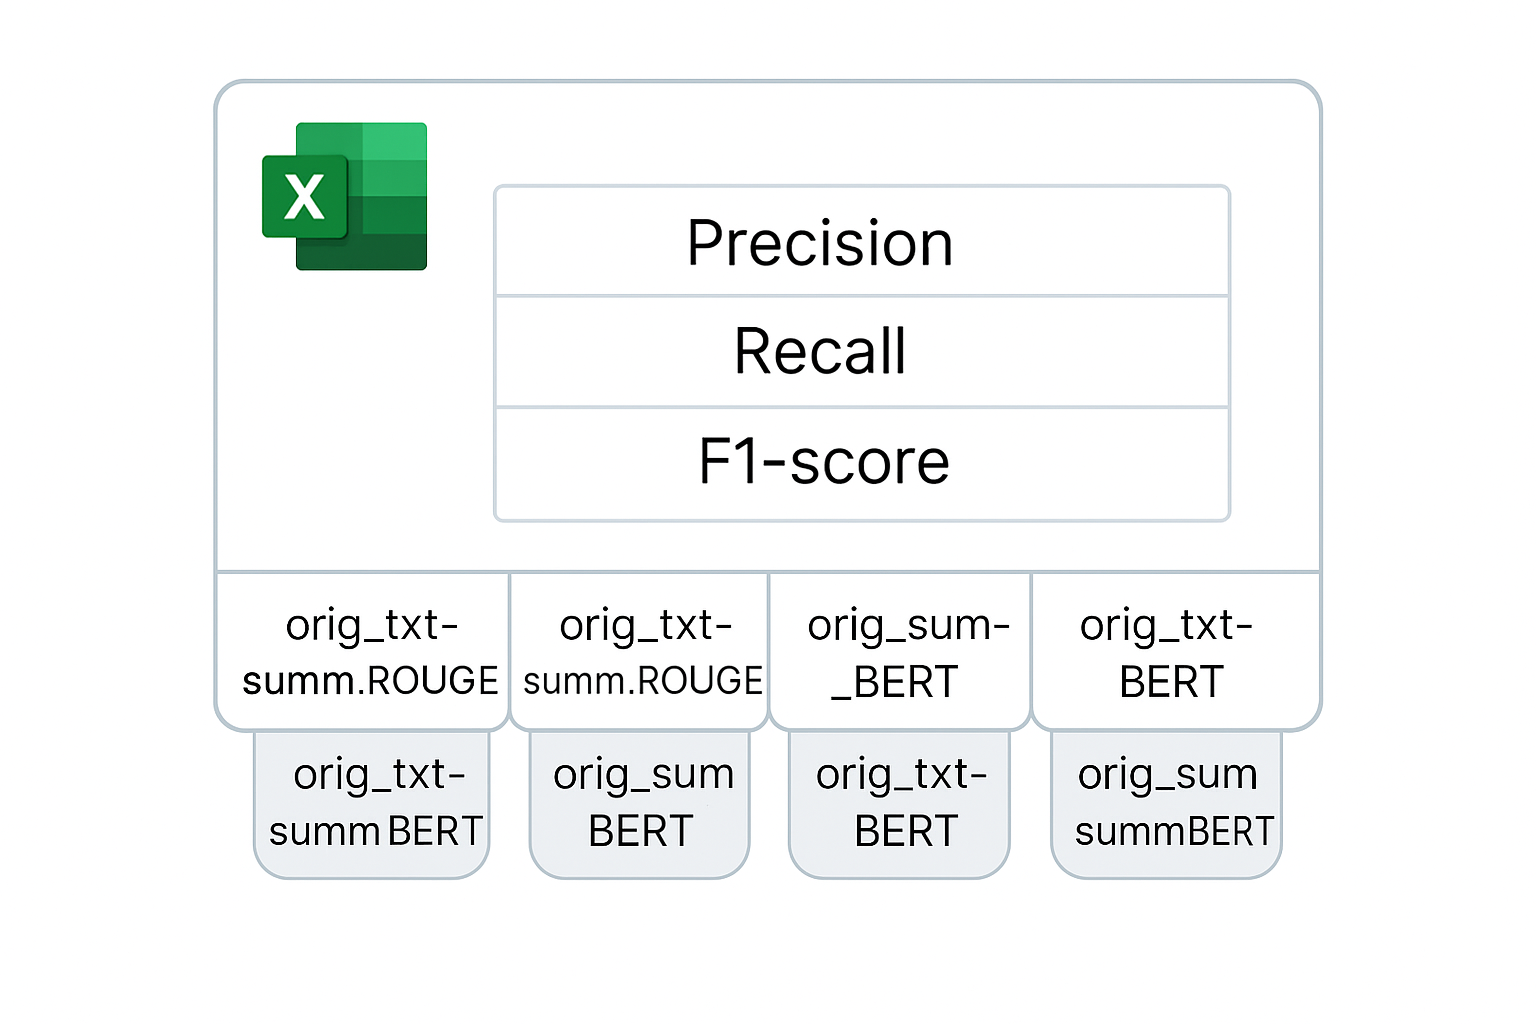 X
Precision
Recall
F1-score
orig_txt-
summ.ROUGE
orig_txt-
summ.ROUGE
orig_sum-
_BERT
orig_txt-
BERT
orig_txt-
summ BERT
orig_sum
BERT
orig_txt-
BERT
orig_sum
summBERT